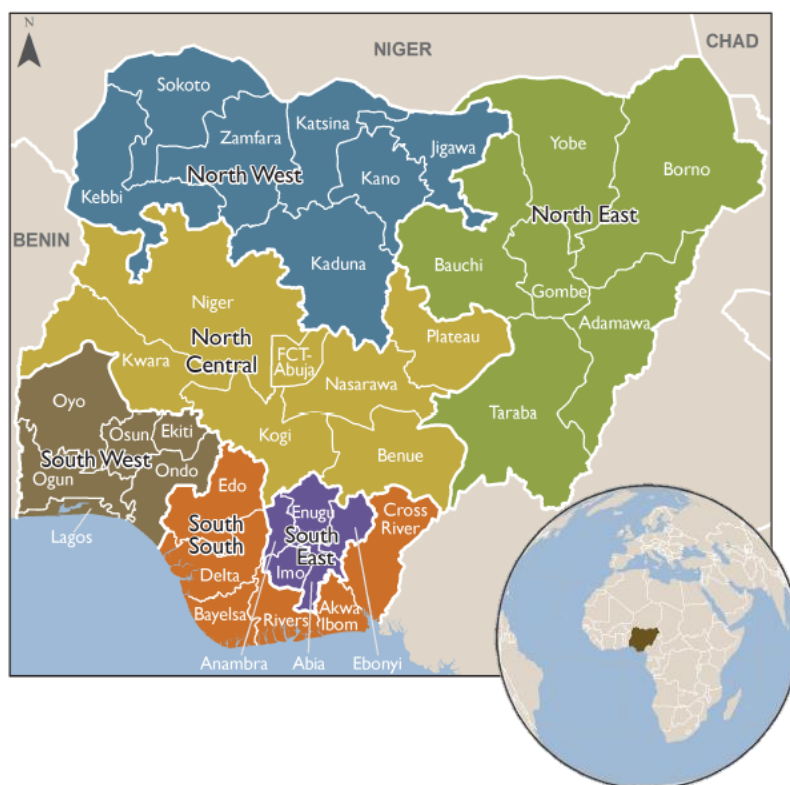 N
NIGER
CHAD
BENIN
Sokoto
Zamfara
Katsina
Jigawa
Kano
Kebbi
North West
Kaduna
Yobe
Borno
North East
Bauchi
Gombe
Adamawa
Taraba
Niger
North
Central
Kwara
FCT-
Abuja
Plateau
Nasarawa
Kogi
Benue
Oyo
Osun
Ekiti
South West
Ogun
Ondo
Lagos
Edo
South
South
Delta
Bayelsa
Rivers
Akwa
Ibom
Cross
River
Enugu
South
East
Imo
Anambra
Abia
Ebonyi